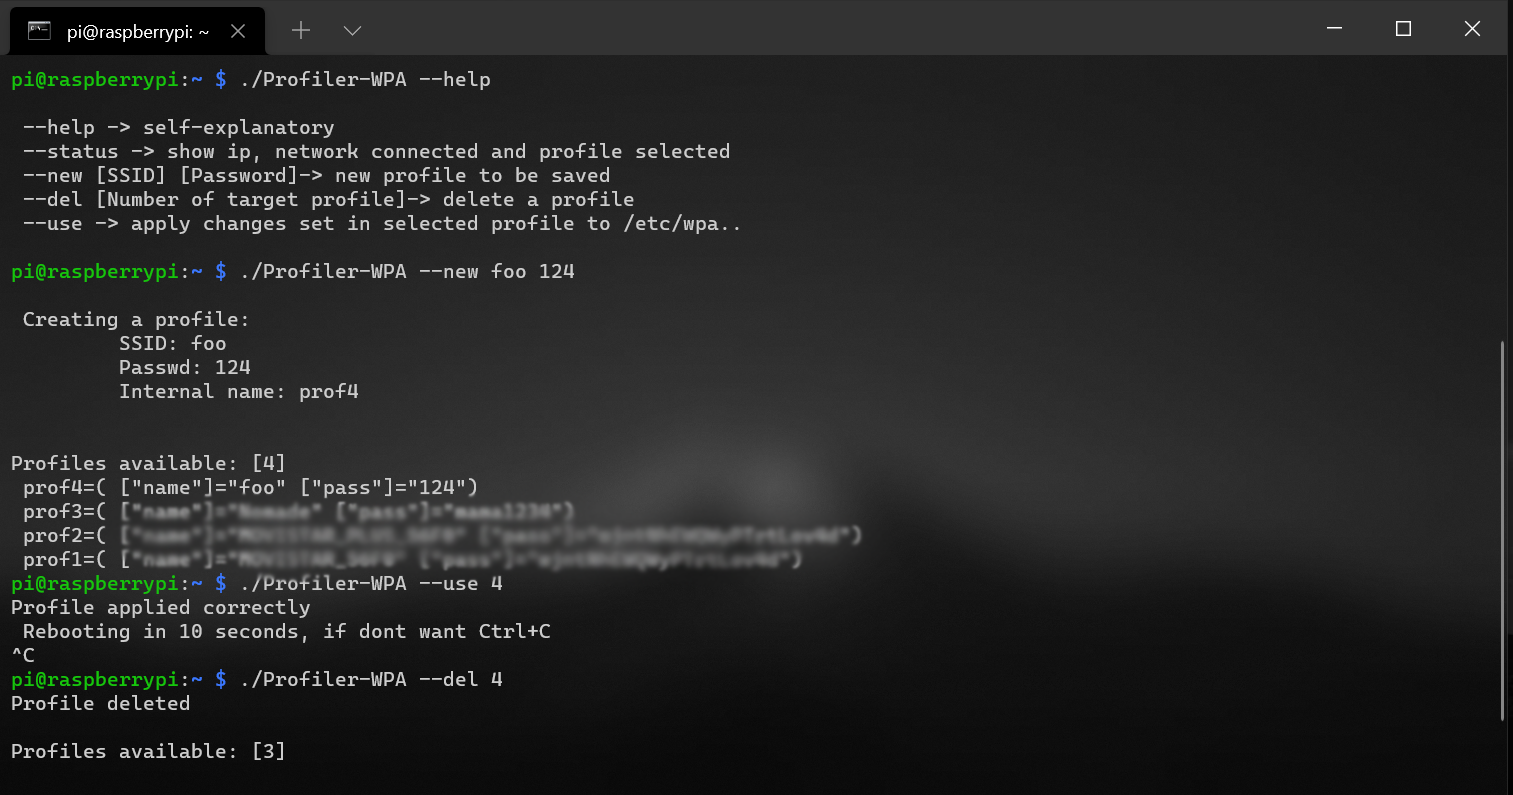 pi@raspberrypi: ~
pi@raspberrypi:~ $ ./Profiler-WPA --help
--help -> self-explanatory
--status -> show ip, network connected and profile selected
--new [SSID] [Password]-> new profile to be saved
--del [Number of target profile]-> delete a profile
--use -> apply changes set in selected profile to /etc/wpa..
pi@raspberrypi:~ $ ./Profiler-WPA --new foo 124
Creating a profile:
SSID: foo
Passwd: 124
Internal name: prof4
Profiles available: [4]
prof4=( ["name"]="foo" ["pass"]="124")
prof3=(
prof2=(
prof1=(
pi@raspberrypi:~ $ ./Profiler-WPA --use 4
Profile applied correctly
Rebooting in 10 seconds, if dont want Ctrl+C
^C
pi@raspberrypi:~ $ ./Profiler-WPA --del 4
Profile deleted
Profiles available: [3]